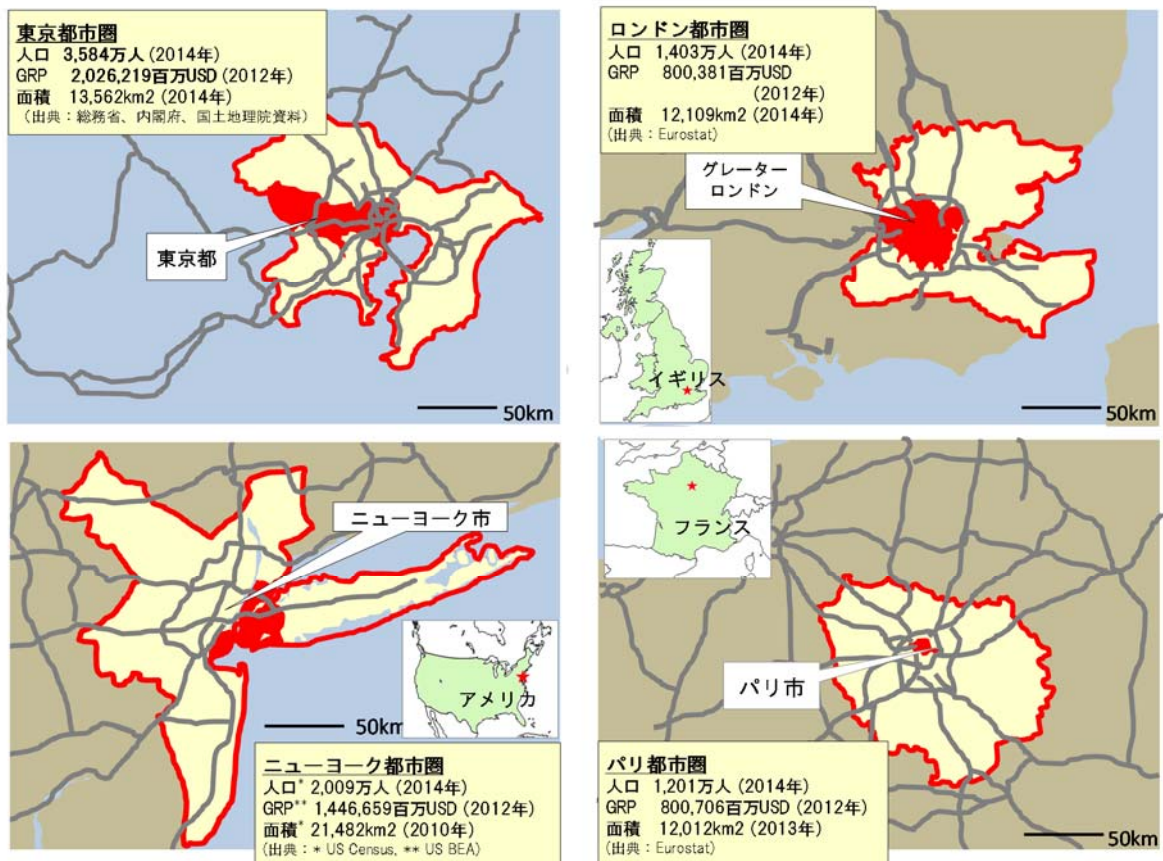 東京都市圏
人口 3,584万人 (2014年)
GRP 2,026,219百万USD (2012年)
面積 13,562km2 (2014年)
(出典：総務省、内閣府、国土地理院資料)
東京都
50km
ロンドン都市圏
人口 1,403万人 (2014年)
GRP 800,381百万USD
(2012年)
面積 12,109km2 (2014年)
(出典：Eurostat)
グレーター
ロンドン
イギリス
50km
ニューヨーク市
アメリカ
50km
ニューヨーク都市圏
人口* 2,009万人 (2014年)
GRP** 1,446,659百万USD (2012年)
面積* 21,482km2 (2010年)
(出典：* US Census, ** US BEA)
フランス
パリ市
パリ都市圏
人口 1,201万人 (2014年)
GRP 800,706百万USD (2012年)
面積 12,012km2 (2013年)
(出典：Eurostat)
50km